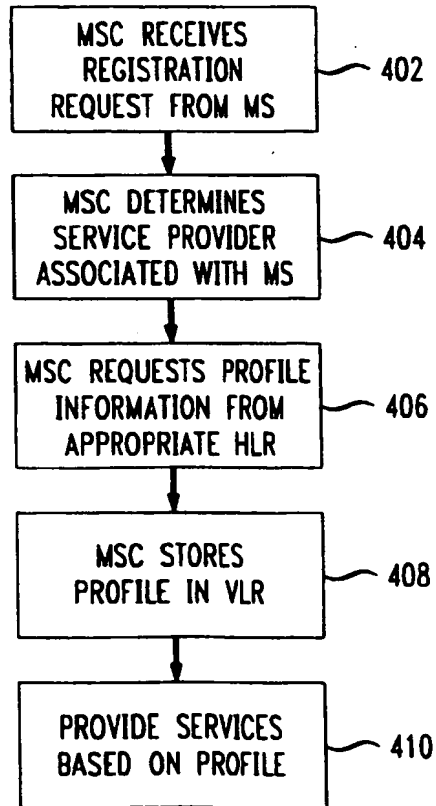 MSC RECEIVES
REGISTRATION
REQUEST FROM MS
402
MSC DETERMINES
SERVICE PROVIDER
ASSOCIATED WITH MS
404
MSC REQUESTS PROFILE
INFORMATION FROM
APPROPRIATE HLR
406
MSC STORES
PROFILE IN VLR
408
PROVIDE SERVICES
BASED ON PROFILE
410